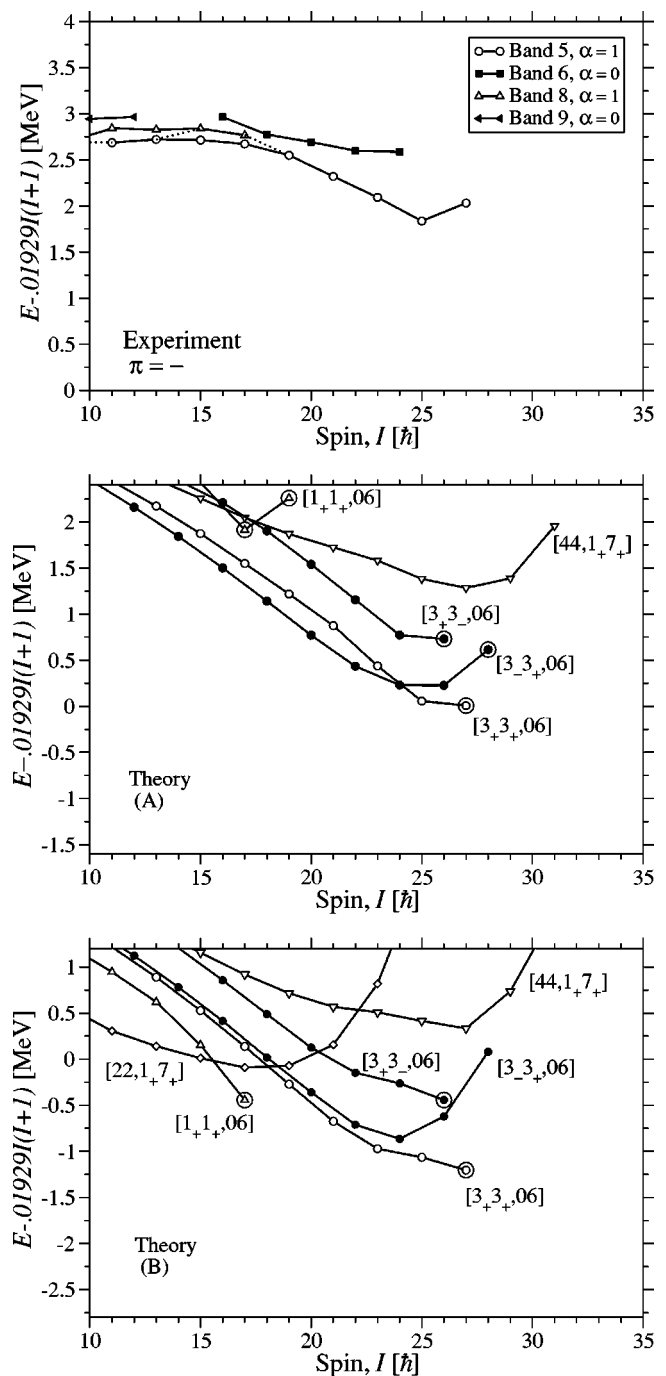 4
3.5
3
2.5
2
1.5
1
0.5
0
E-.01929I(I+1) [MeV]
Band 5, α = 1
Band 6, α = 0
Band 8, α = 1
Band 9, α = 0
Experiment
π = −
10 15 20 25 30 35
Spin, I [ħ]
2
1.5
1
0.5
0
-0.5
-1
-1.5
E−.01929I(I+1) [MeV]
[1₊1₊,06]
[44,1₊7₊]
[3₊3₋,06]
[3₋3₊,06]
[3₊3₊,06]
Theory
(A)
10 15 20 25 30 35
Spin, I [ħ]
1
0.5
0
-0.5
-1
-1.5
-2
-2.5
E-.01929I(I+1) [MeV]
[44,1₊7₊]
[22,1₊7₊]
[3₊3₋,06]
[3₋3₊,06]
[1₊1₊,06]
[3₊3₊,06]
Theory
(B)
10 15 20 25 30 35
Spin, I [ħ]